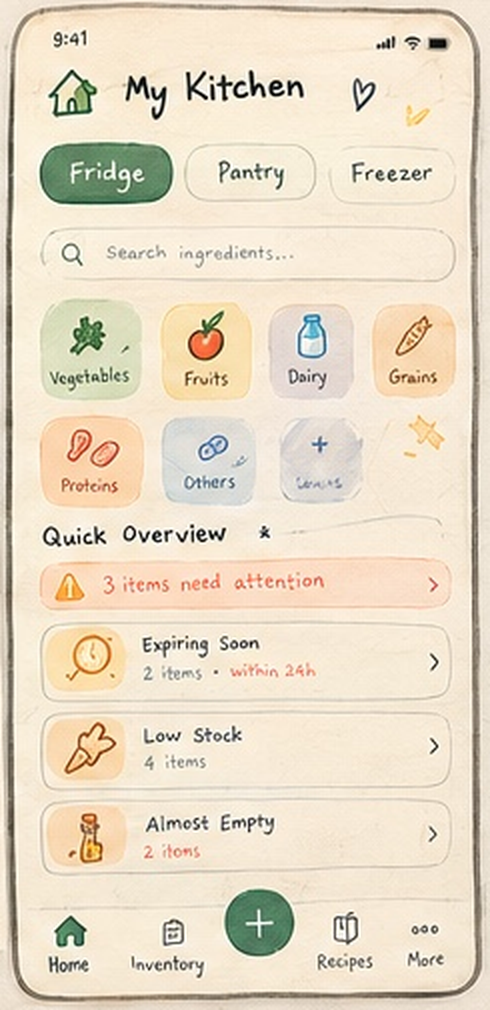 9:41
My Kitchen
Fridge Pantry Freezer
Search ingredients...
Vegetables Fruits Dairy Grains
Proteins Others +
Quick Overview *
! 3 items need attention >
Expiring Soon
2 items • within 24h >
Low Stock
4 items >
Almost Empty
2 itons >
+
Home Inventory Recipes More